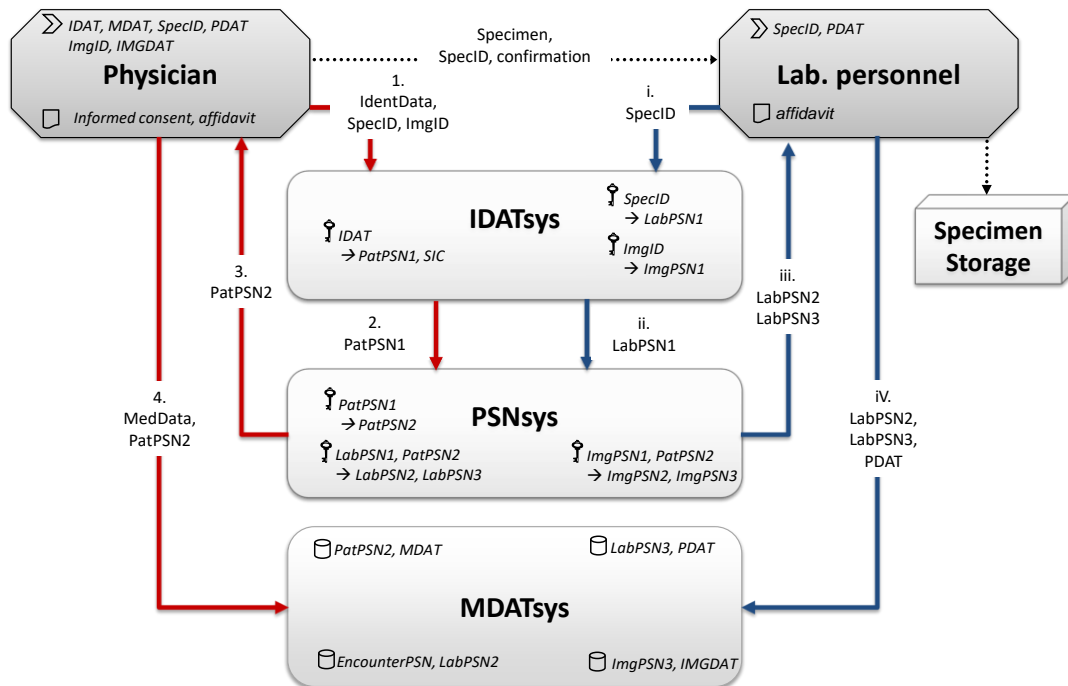 IDAT, MDAT, SpecID, PDAT
ImgID, IMGDAT
Physician
Informed consent, affidavit
Specimen,
SpecID, confirmation
SpecID, PDAT
Lab. personnel
affidavit
1.
IdentData,
SpecID, ImgID
i.
SpecID
IDATsys
IDAT
→ PatPSN1, SIC
SpecID
→ LabPSN1
ImgID
→ ImgPSN1
Specimen
Storage
3.
PatPSN2
2.
PatPSN1
ii.
LabPSN1
iii.
LabPSN2
LabPSN3
PSNsys
PatPSN1
→ PatPSN2
LabPSN1, PatPSN2
→ LabPSN2, LabPSN3
ImgPSN1, PatPSN2
→ ImgPSN2, ImgPSN3
4.
MedData,
PatPSN2
iV.
LabPSN2,
LabPSN3,
PDAT
PatPSN2, MDAT
LabPSN3, PDAT
MDATsys
EncounterPSN, LabPSN2
ImgPSN3, IMGDAT